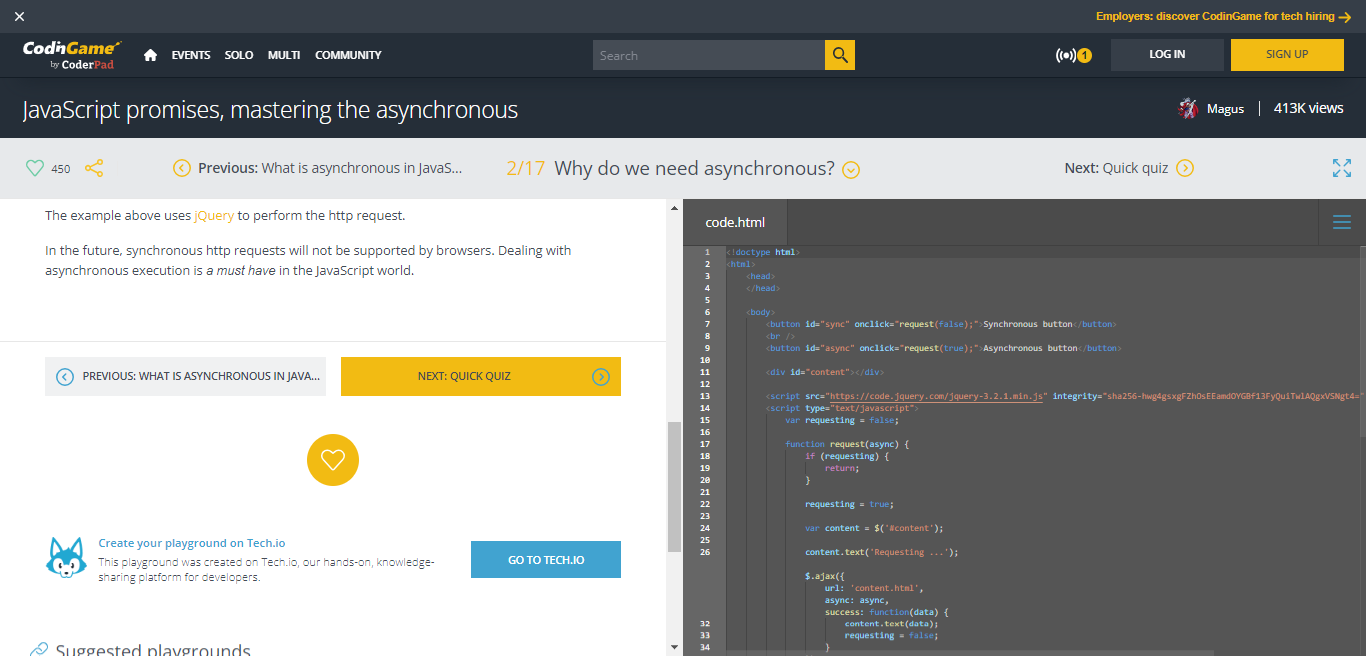 Employers: discover CodinGame for tech hiring
CodinGame
by CoderPad
EVENTS SOLO MULTI COMMUNITY
Search
1
LOG IN
SIGN UP
JavaScript promises, mastering the asynchronous
Magus
413K views
450
Previous: What is asynchronous in JavaS...
2/17 Why do we need asynchronous?
Next: Quick quiz
The example above uses jQuery to perform the http request.
In the future, synchronous http requests will not be supported by browsers. Dealing with
asynchronous execution is a must have in the JavaScript world.
PREVIOUS: WHAT IS ASYNCHRONOUS IN JAVA...
NEXT: QUICK QUIZ
Create your playground on Tech.io
This playground was created on Tech.io, our hands-on, knowledge-
sharing platform for developers.
GO TO TECH.IO
Suggested playgrounds
code.html
1 <!doctype html>
2 <html>
3 <head>
4 </head>
5
6 <body>
7 <button id="sync" onclick="request(false);">Synchronous button</button>
8 <br />
9 <button id="async" onclick="request(true);">Asynchronous button</button>
10
11 <div id="content"></div>
12
13 <script src="https://code.jquery.com/jquery-3.2.1.min.js" integrity="sha256-hwg4gsxgFZhOsEEamdOYGBf13FyQuiTwlAQgxVSNgt4="
14 <script type="text/javascript">
15 var requesting = false;
16
17 function request(async) {
18 if (requesting) {
19 return;
20 }
21
22 requesting = true;
23
24 var content = $('#content');
25
26 content.text('Requesting ...');
$.ajax({
url: 'content.html',
async: async,
success: function(data) {
32 content.text(data);
33 requesting = false;
34 }